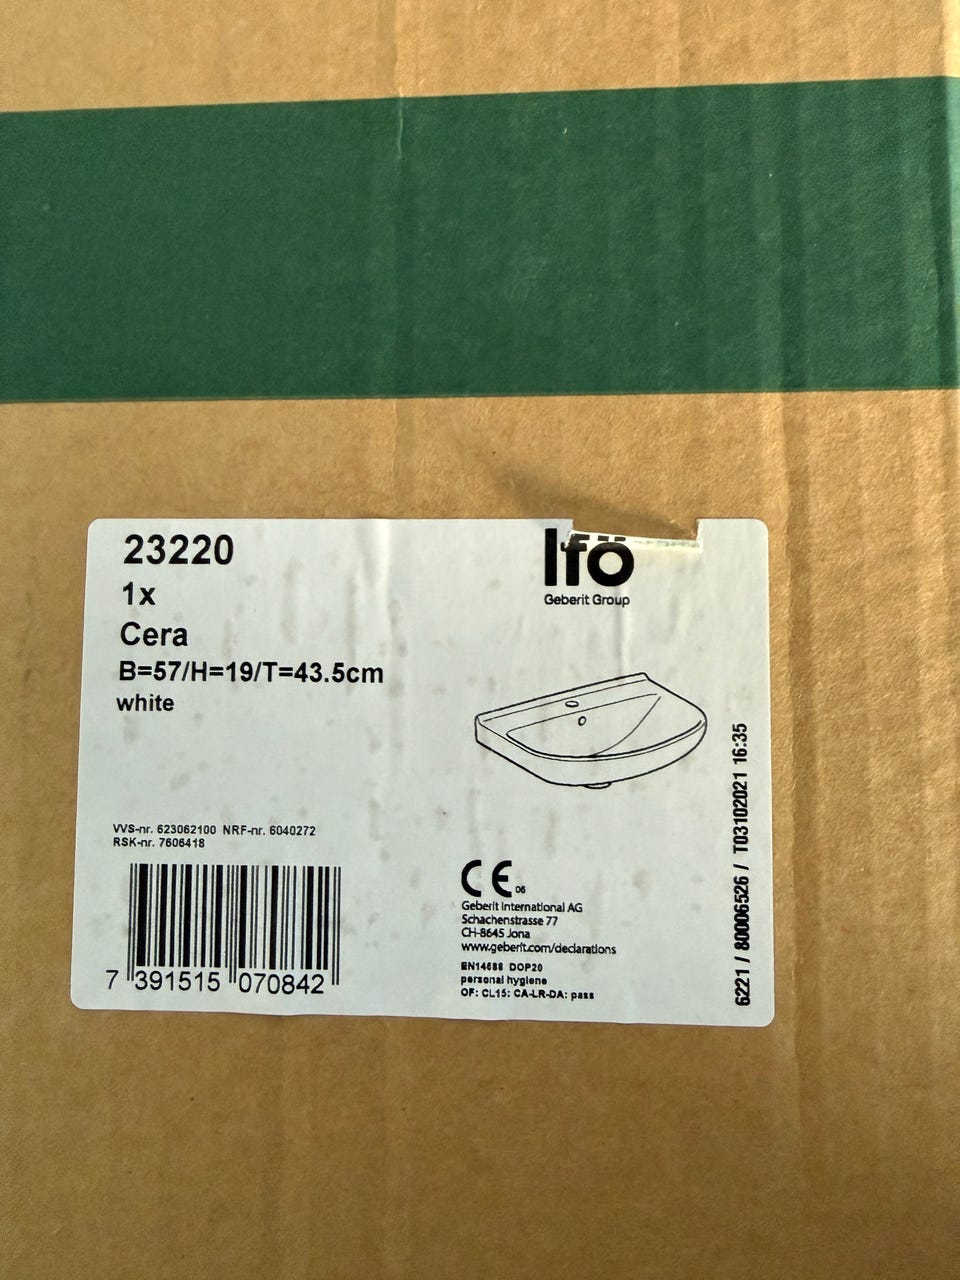 23220
1x
Cera
B=57/H=19/T=43.5cm
white
Ifö
Geberit Group
VVS-nr. 623062100 NRF-nr. 6040272
RSK-nr. 7606418
7 391515 070842
CE 06
Geberit International AG
Schachenstrasse 77
CH-8645 Jona
www.geberit.com/declarations
EN14688 DOP20
personal hygiene
OF: CL15: CA-LR-DA: pass
6221 / 80006526 / T03102021 16:35